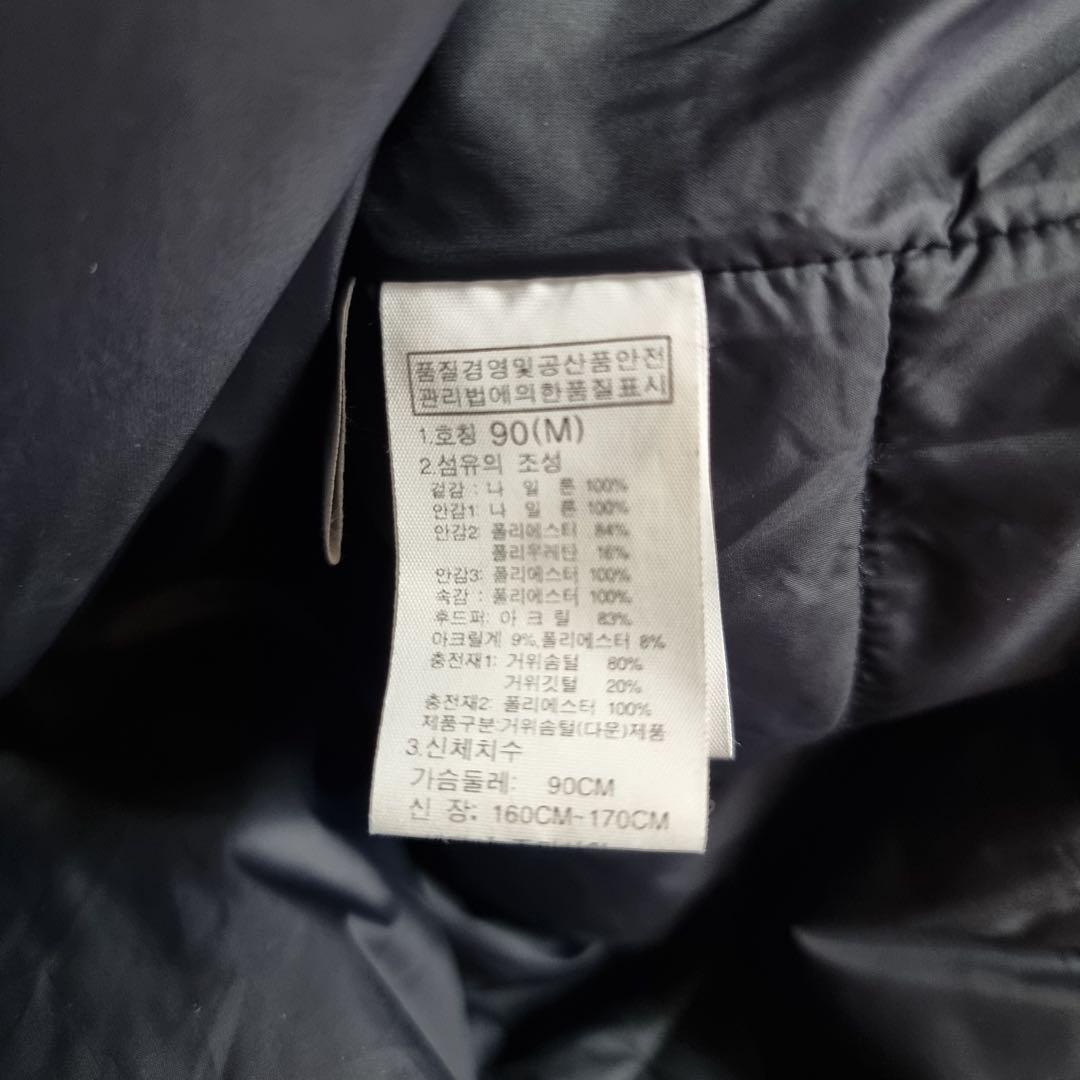 품질경영및공산품안전
관리법에의한품질표시
1.호칭 90(M)
2.섬유의 조성
겉감 : 나 일 론 100%
안감1: 나 일 론 100%
안감2: 폴리에스터 84%
폴리우레탄 16%
안감3: 폴리에스터 100%
속감 : 폴리에스터 100%
후드퍼: 아 크 릴 83%
아크릴계 9%,폴리에스터 8%
충전재1: 거위솜털 80%
거위깃털 20%
충전재2: 폴리에스터 100%
제품구분:거위솜털(다운)제품
3.신체치수
가슴둘레: 90CM
신 장: 160CM~170CM